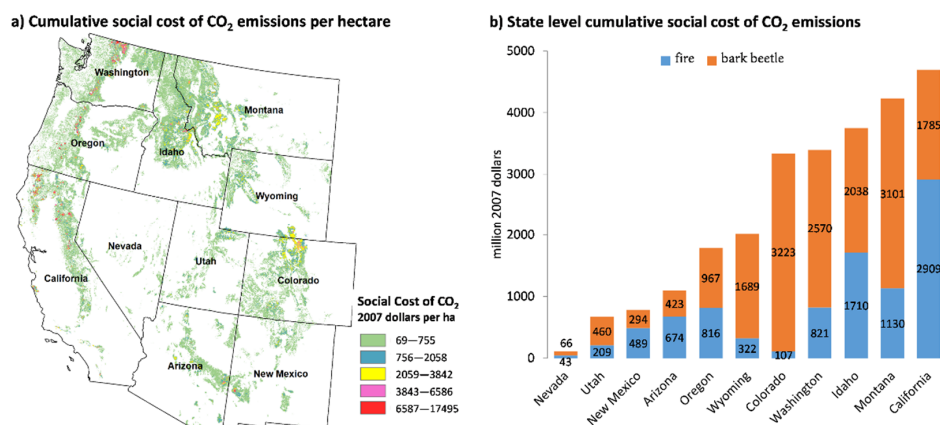 a) Cumulative social cost of CO2 emissions per hectare
Washington
Montana
Oregon
Idaho
Wyoming
Nevada
Utah
Colorado
California
Arizona
New Mexico
Social Cost of CO2
2007 dollars per ha
69—755
756—2058
2059—3842
3843—6586
6587—17495
b) State level cumulative social cost of CO2 emissions
fire
bark beetle
million 2007 dollars
5000
4000
3000
2000
1000
0
66
43
460
209
294
489
423
674
967
816
1689
322
3223
107
2570
821
2038
1710
3101
1130
1785
2909
Nevada
Utah
New Mexico
Arizona
Oregon
Wyoming
Colorado
Washington
Idaho
Montana
California